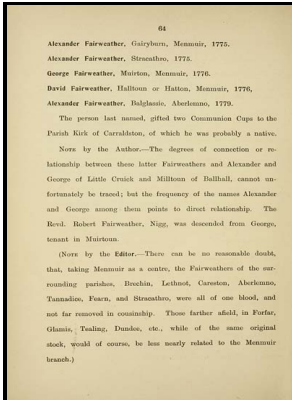 64
Alexander Fairweather, Gairyburn, Menmuir, 1775.
Alexander Fairweather, Stracathro, 1775.
George Fairweather, Muirton, Menmuir, 1776.
David Fairweather, Halltoun or Hatton, Menmuir, 1776,
Alexander Fairweather, Balglassie, Aberlemno, 1779.
The person last named, gifted two Communion Cups to the
Parish Kirk of Carraldston, of which he was probably a native.
Note by the Author.—The degrees of connection or re-
lationship between these latter Fairweathers and Alexander and
George of Little Cruick and Milltoun of Ballhall, cannot un-
fortunately be traced; but the frequency of the names Alexander
and George among them points to direct relationship. The
Revd. Robert Fairweather, Nigg, was descended from George,
tenant in Muirtoun.
(Note by the Editor.—There can be no reasonable doubt,
that, taking Menmuir as a centre, the Fairweathers of the sur-
rounding parishes, Brechin, Lethnot, Careston, Aberlemno,
Tannadice, Fearn, and Stracathro, were all of one blood, and
not far removed in cousinship. Those farther afield, in Forfar,
Glamis, Tealing, Dundee, etc., while of the same original
stock, would of course, be less nearly related to the Menmuir
branch.)